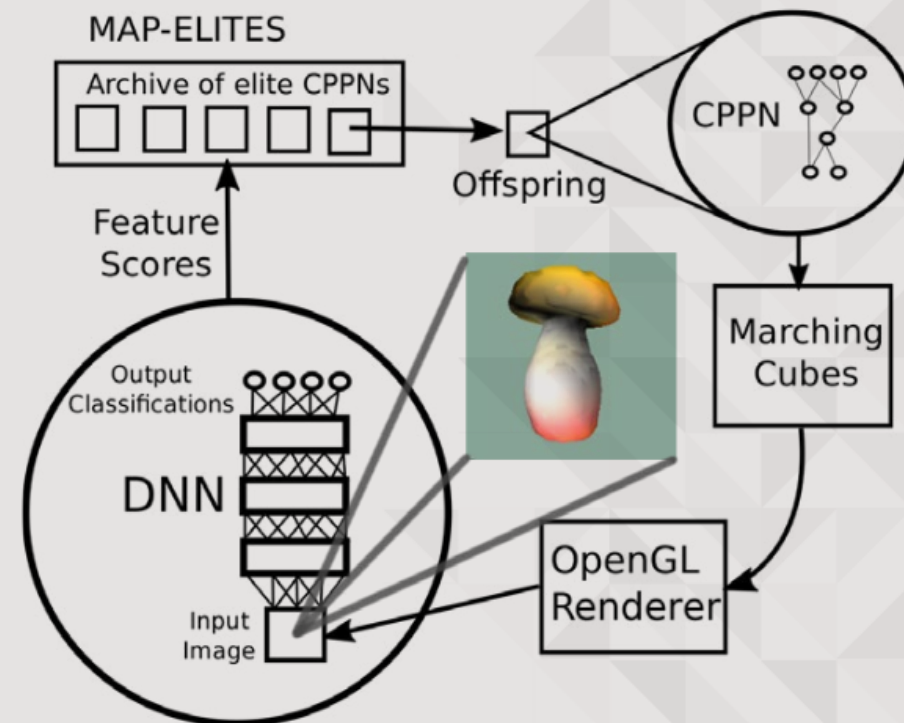 MAP-ELITES
Archive of elite CPPNs
Offspring
CPPN
Feature
Scores
Marching
Cubes
Output
Classifications
DNN
OpenGL
Renderer
Input
Image